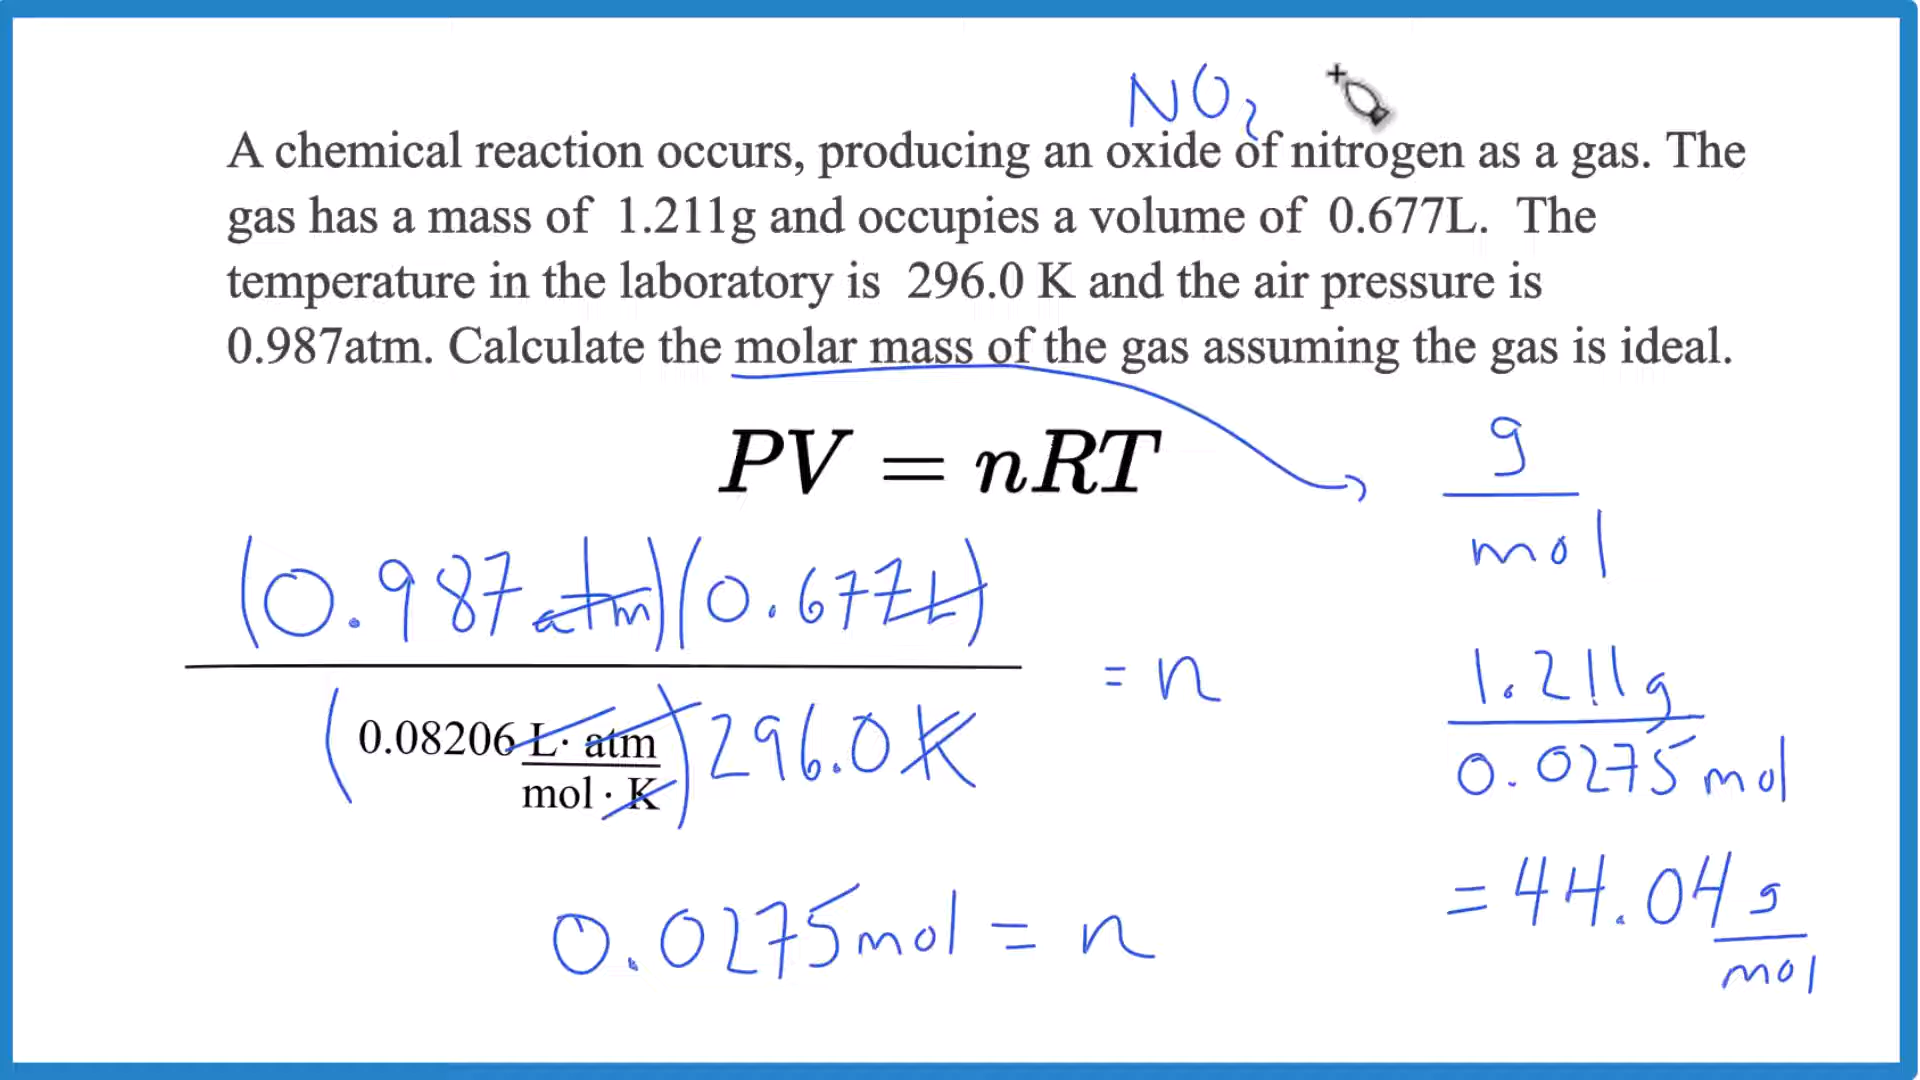 NO₂
A chemical reaction occurs, producing an oxide of nitrogen as a gas. The
gas has a mass of 1.211g and occupies a volume of 0.677L. The
temperature in the laboratory is 296.0 K and the air pressure is
0.987atm. Calculate the molar mass of the gas assuming the gas is ideal.
PV = nRT
g
mol
(0.987 atm)(0.677L)
= n
(0.08206 L· atm
mol · K) 296.0 K
1.211g
0.0275 mol
0.0275 mol = n
= 44.04 g
mol